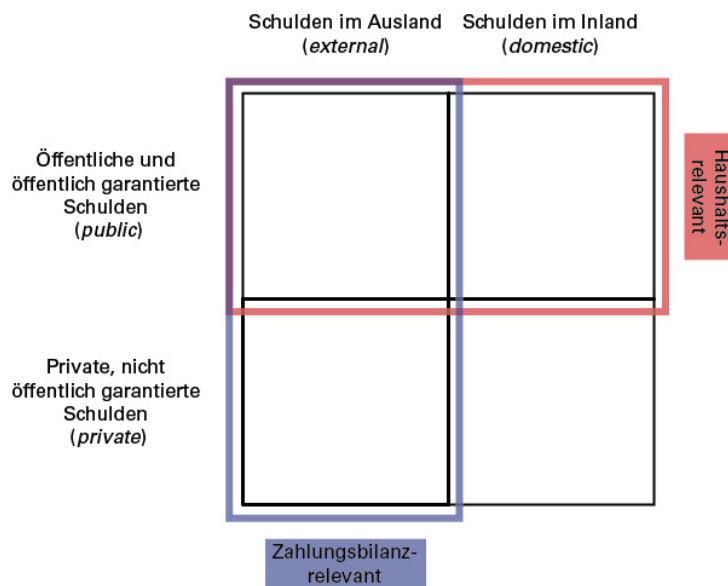 Schulden im Ausland
(external)
Schulden im Inland
(domestic)
Öffentliche und
öffentlich garantierte
Schulden
(public)
Haushalts-
relevant
Private, nicht
öffentlich garantierte
Schulden
(private)
Zahlungsbilanz-
relevant